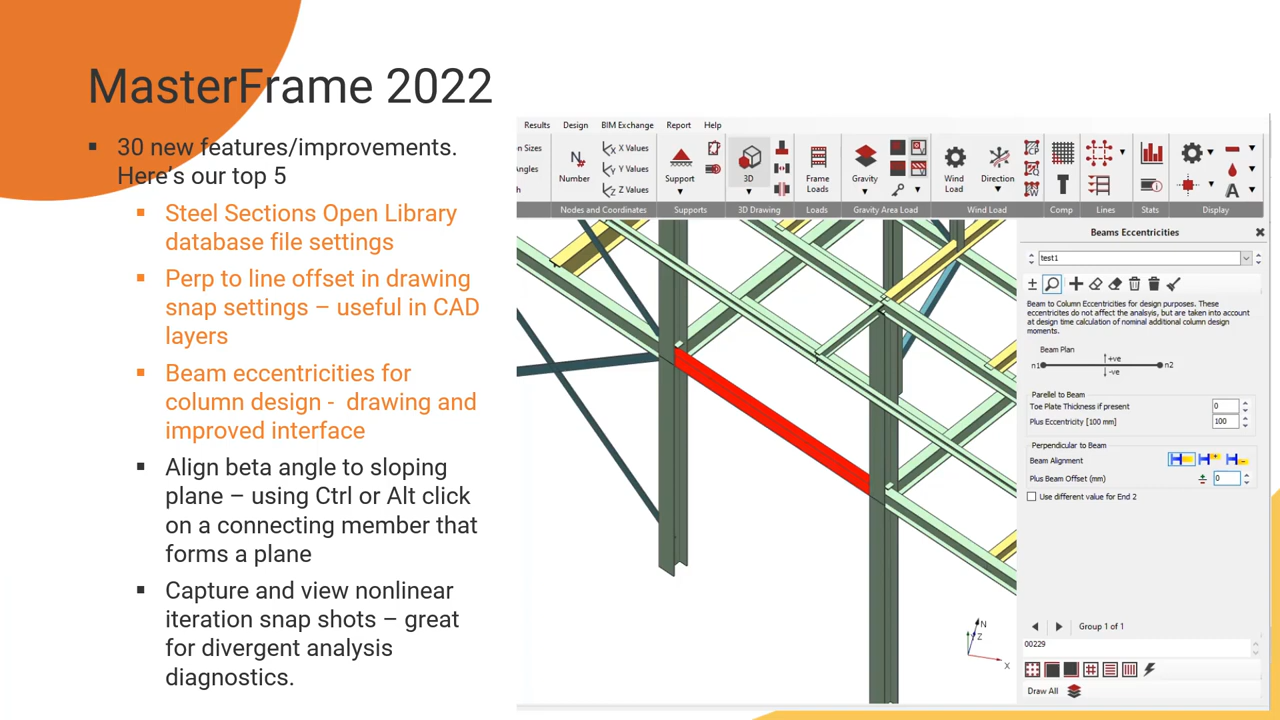 MasterFrame 2022
30 new features/improvements.
Here's our top 5
Steel Sections Open Library
database file settings
Perp to line offset in drawing
snap settings – useful in CAD
layers
Beam eccentricities for
column design - drawing and
improved interface
Align beta angle to sloping
plane – using Ctrl or Alt click
on a connecting member that
forms a plane
Capture and view nonlinear
iteration snap shots – great
for divergent analysis
diagnostics.
Results Design BIM Exchange Report Help
n Sizes
ngles
h
Number
X Values
Y Values
Z Values
Support
3D
Frame
Loads
Gravity
Wind
Load
Direction
Nodes and Coordinates Supports 3D Drawing Loads Gravity Area Load Wind Load Comp Lines Stats Display
Beams Eccentricities
test1
Beam to Column Eccentricities for design purposes. These
eccentricites do not affect the analsyis, but are taken into account
at design time calculation of nominal additional column design
moments.
Beam Plan
+ve
n1 n2
-ve
Parellel to Beam
Toe Plate Thickness if present 0
Plus Eccentricity [100 mm] 100
Perpendicular to Beam
Beam Alignment
Plus Beam Offset (mm) ± 0
Use different value for End 2
N
Z
X
Group 1 of 1
00229
Draw All